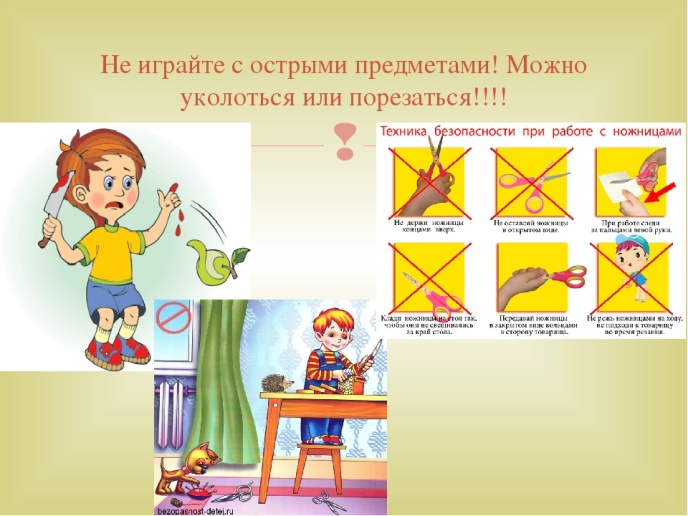 Не играйте с острыми предметами! Можно
уколоться или порезаться!!!!
Техника безопасности при работе с ножницами
Не держи ножницы
концами вверх.
Не оставляй ножницы
в открытом виде.
При работе следи
за пальцами левой руки.
Клади ножницы на стол так,
чтобы они не свешивались
за край стола.
Передавай ножницы
в закрытом виде кольцами
в сторону товарища.
Не режь ножницами на ходу,
не подходи к товарищу
во время резания.
bezopasnost-detej.ru